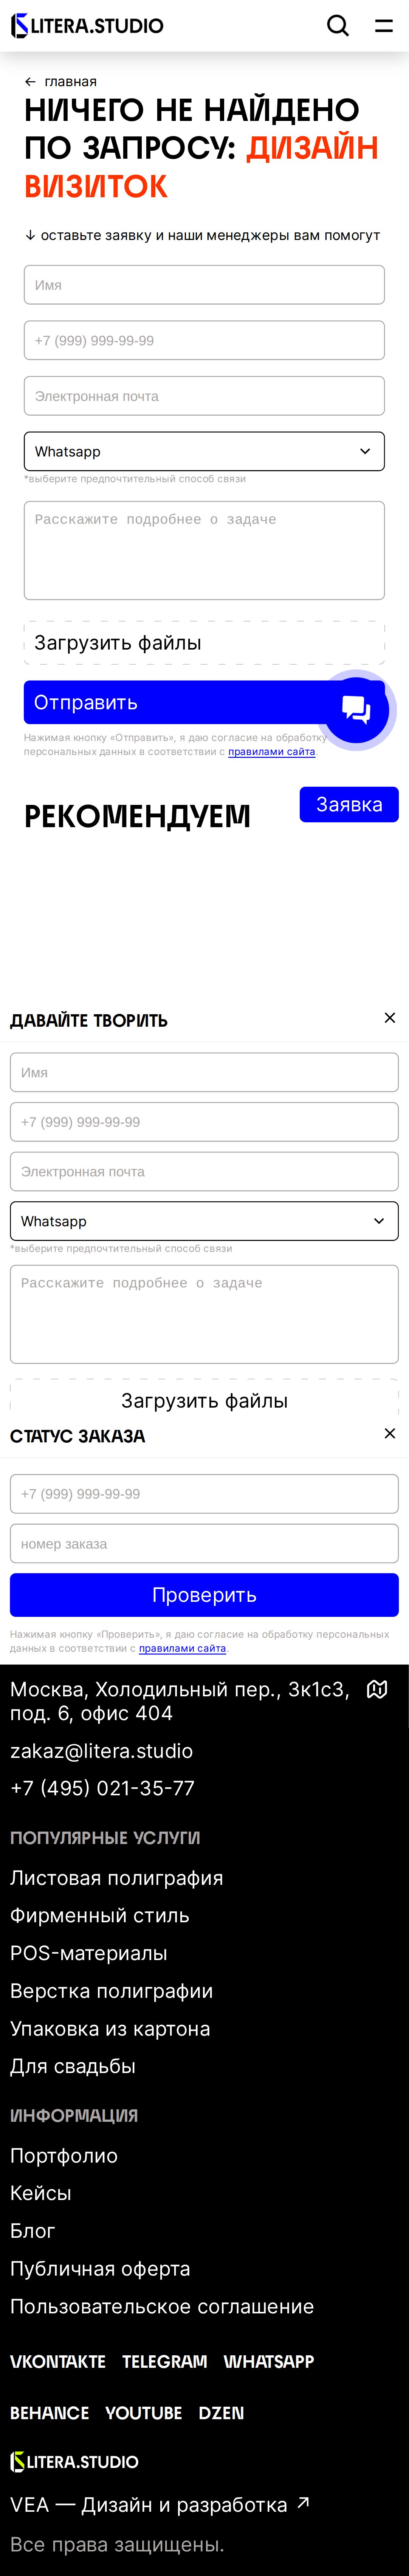 LITERA.STUDIO
← главная
НИЧЕГО НЕ НАЙДЕНО
ПО ЗАПРОСУ: ДИЗАЙН
ВИЗИТОК
↓ оставьте заявку и наши менеджеры вам помогут
Имя
+7 (999) 999-99-99
Электронная почта
Whatsapp
*выберите предпочтительный способ связи
Расскажите подробнее о задаче
Загрузить файлы
Отправить
Нажимая кнопку «Отправить», я даю согласие на обработку
персональных данных в соответствии с правилами сайта.
Заявка
РЕКОМЕНДУЕМ
ДАВАЙТЕ ТВОРИТЬ
Имя
+7 (999) 999-99-99
Электронная почта
Whatsapp
*выберите предпочтительный способ связи
Расскажите подробнее о задаче
Загрузить файлы
СТАТУС ЗАКАЗА
+7 (999) 999-99-99
номер заказа
Проверить
Нажимая кнопку «Проверить», я даю согласие на обработку персональных
данных в соответствии с правилами сайта.
Москва, Холодильный пер., 3к1с3,
под. 6, офис 404
zakaz@litera.studio
+7 (495) 021-35-77
ПОПУЛЯРНЫЕ УСЛУГИ
Листовая полиграфия
Фирменный стиль
POS-материалы
Верстка полиграфии
Упаковка из картона
Для свадьбы
ИНФОРМАЦИЯ
Портфолио
Кейсы
Блог
Публичная оферта
Пользовательское соглашение
VKONTAKTE TELEGRAM WHATSAPP
BEHANCE YOUTUBE DZEN
LITERA.STUDIO
VEA — Дизайн и разработка ↗
Все права защищены.